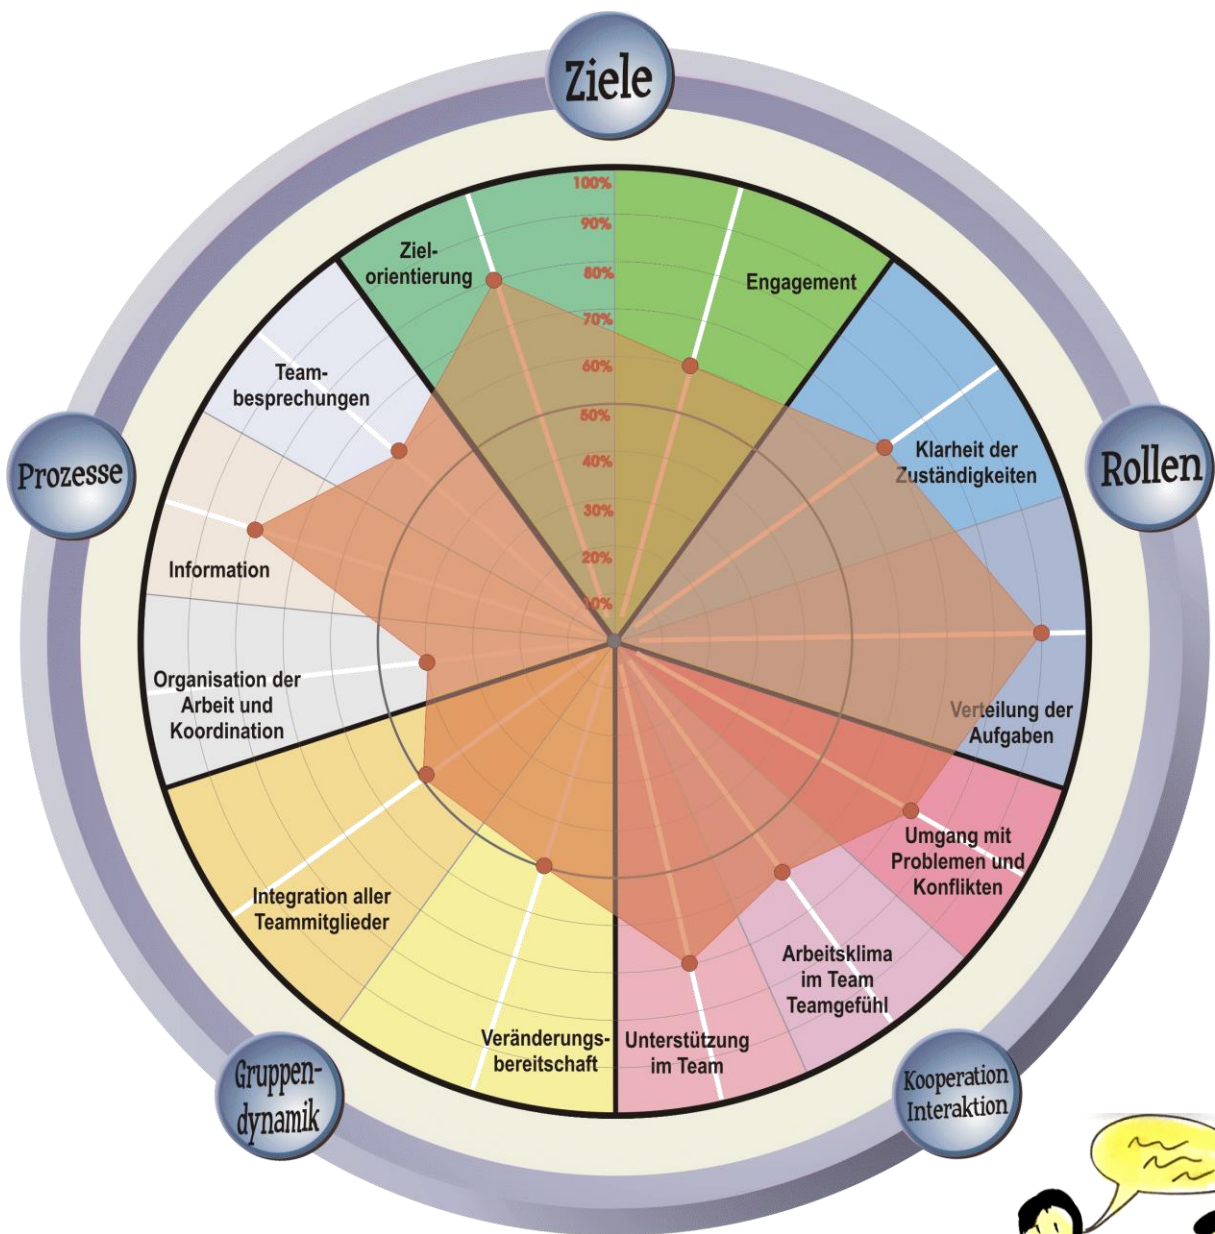 Ziele
100%
90%
80%
70%
60%
50%
40%
30%
20%
10%
Ziel-
orientierung
Engagement
Team-
besprechungen
Klarheit der
Zuständigkeiten
Prozesse
Rollen
Information
Organisation der
Arbeit und
Koordination
Verteilung der
Aufgaben
Umgang mit
Problemen und
Konflikten
Integration aller
Teammitglieder
Arbeitsklima
im Team
Teamgefühl
Veränderungs-
bereitschaft
Unterstützung
im Team
Gruppen-
dynamik
Kooperation
Interaktion